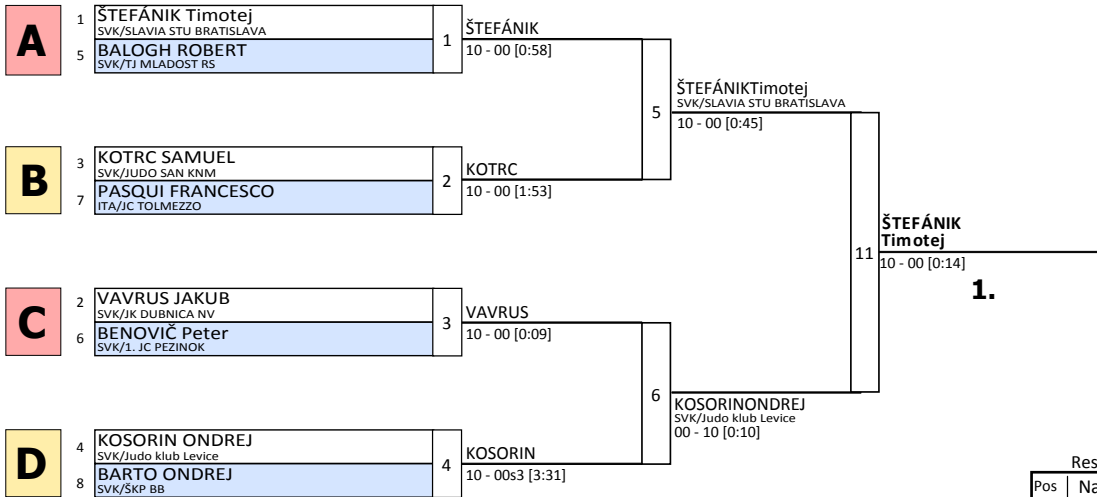 A
1 ŠTEFÁNIK Timotej
SVK/SLAVIA STU BRATISLAVA
5 BALOGH ROBERT
SVK/TJ MLADOST RS
1
ŠTEFÁNIK
10 - 00 [0:58]
B
3 KOTRC SAMUEL
SVK/JUDO SAN KNM
7 PASQUI FRANCESCO
ITA/JC TOLMEZZO
2
KOTRC
10 - 00 [1:53]
5
ŠTEFÁNIKTimotej
SVK/SLAVIA STU BRATISLAVA
10 - 00 [0:45]
C
2 VAVRUS JAKUB
SVK/JK DUBNICA NV
6 BENOVIČ Peter
SVK/1. JC PEZINOK
3
VAVRUS
10 - 00 [0:09]
D
4 KOSORIN ONDREJ
SVK/Judo klub Levice
8 BARTO ONDREJ
SVK/ŠKP BB
4
KOSORIN
10 - 00s3 [3:31]
6
KOSORINONDREJ
SVK/Judo klub Levice
00 - 10 [0:10]
11
ŠTEFÁNIK
Timotej
10 - 00 [0:14]
1.
Res
Pos Na